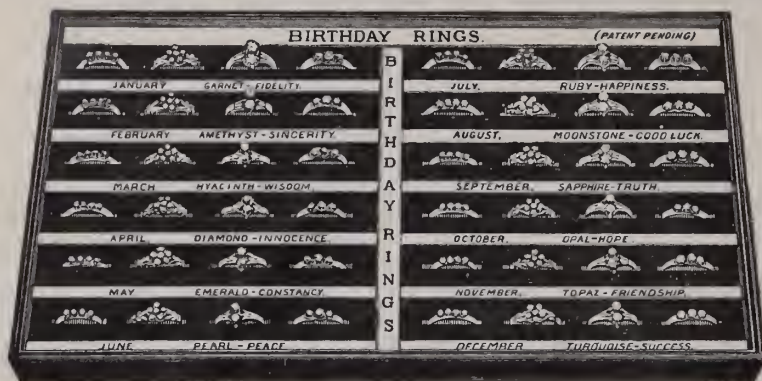 BIRTHDAY RINGS. (PATENT PENDING)
JANUARY GARNET-FIDELITY.
FEBRUARY AMETHYST-SINCERITY.
MARCH HYACINTH-WISDOM.
APRIL, DIAMOND-INNOCENCE.
MAY EMERALD-CONSTANCY.
JUNE PEARL-PEACE
BIRTHDAY RINGS
JULY, RUBY-HAPPINESS.
AUGUST, MOONSTONE-GOOD LUCK.
SEPTEMBER, SAPPHIRE-TRUTH.
OCTOBER, OPAL-HOPE.
NOVEMBER, TOPAZ-FRIENDSHIP.
DECEMBER TURQUOISE-SUCCESS.